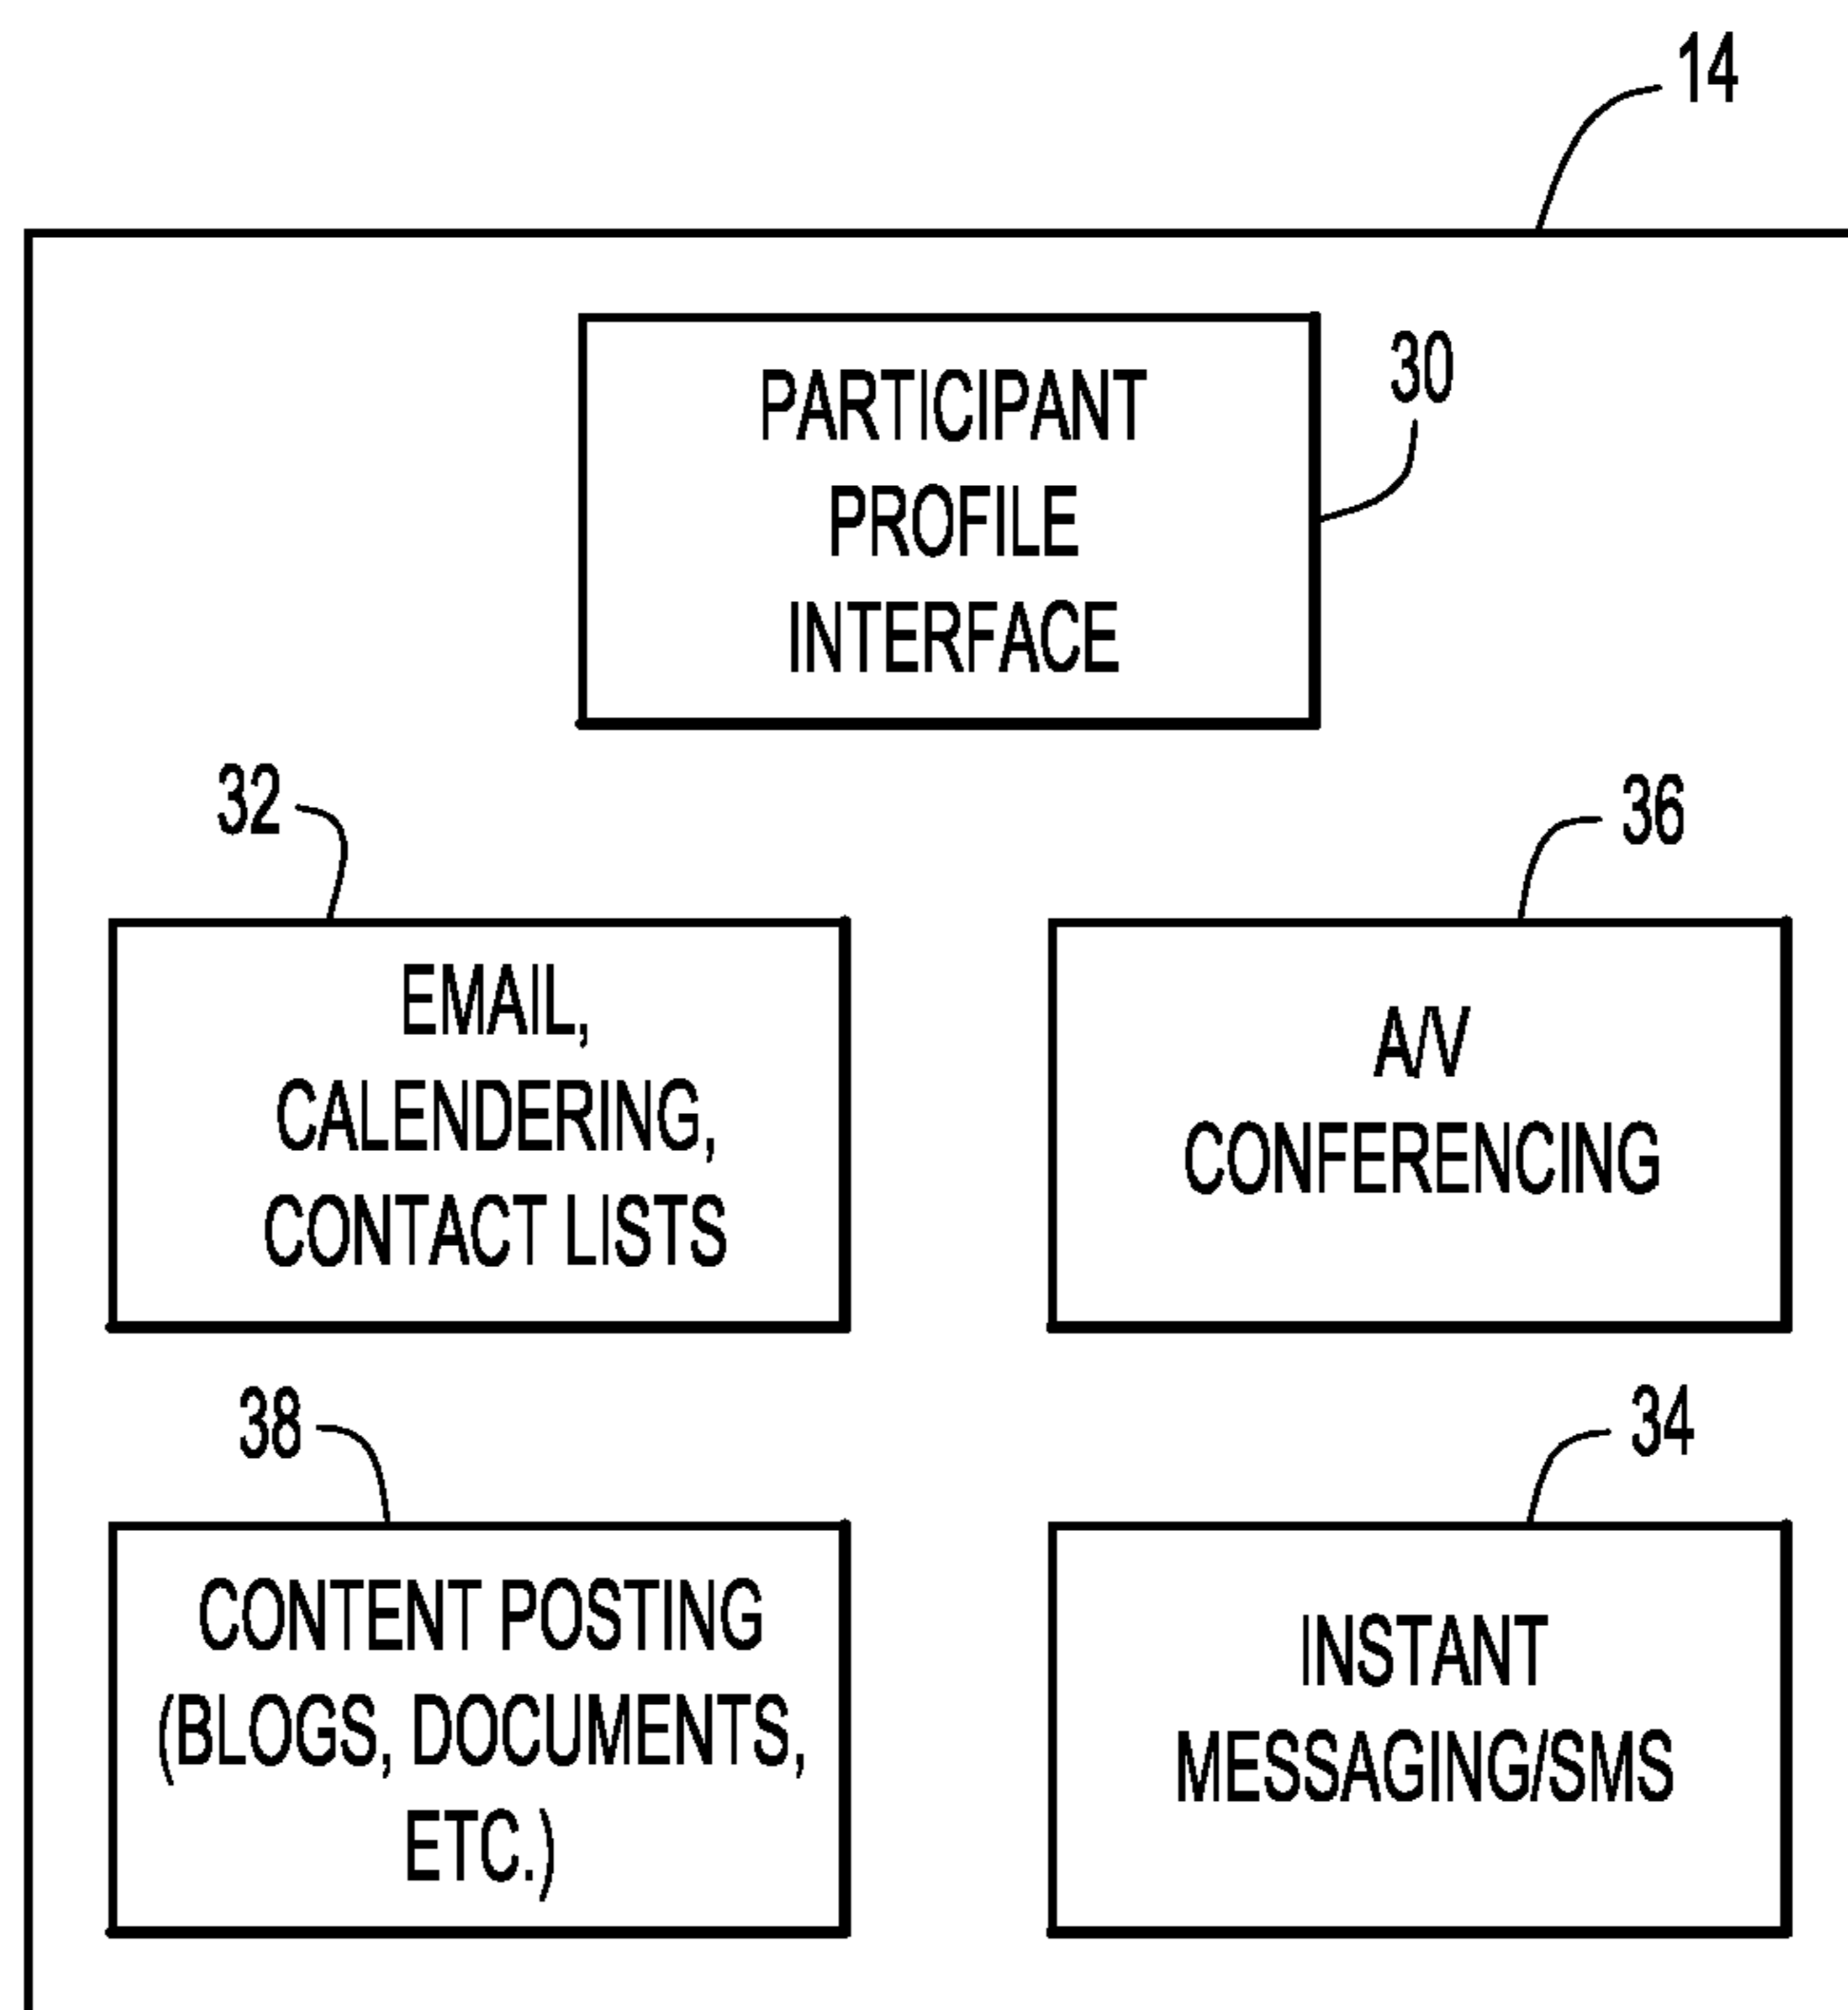 14
30
PARTICIPANT
PROFILE
INTERFACE
32
36
EMAIL,
CALENDERING,
CONTACT LISTS
A/V
CONFERENCING
38
34
CONTENT POSTING
(BLOGS, DOCUMENTS,
ETC.)
INSTANT
MESSAGING/SMS